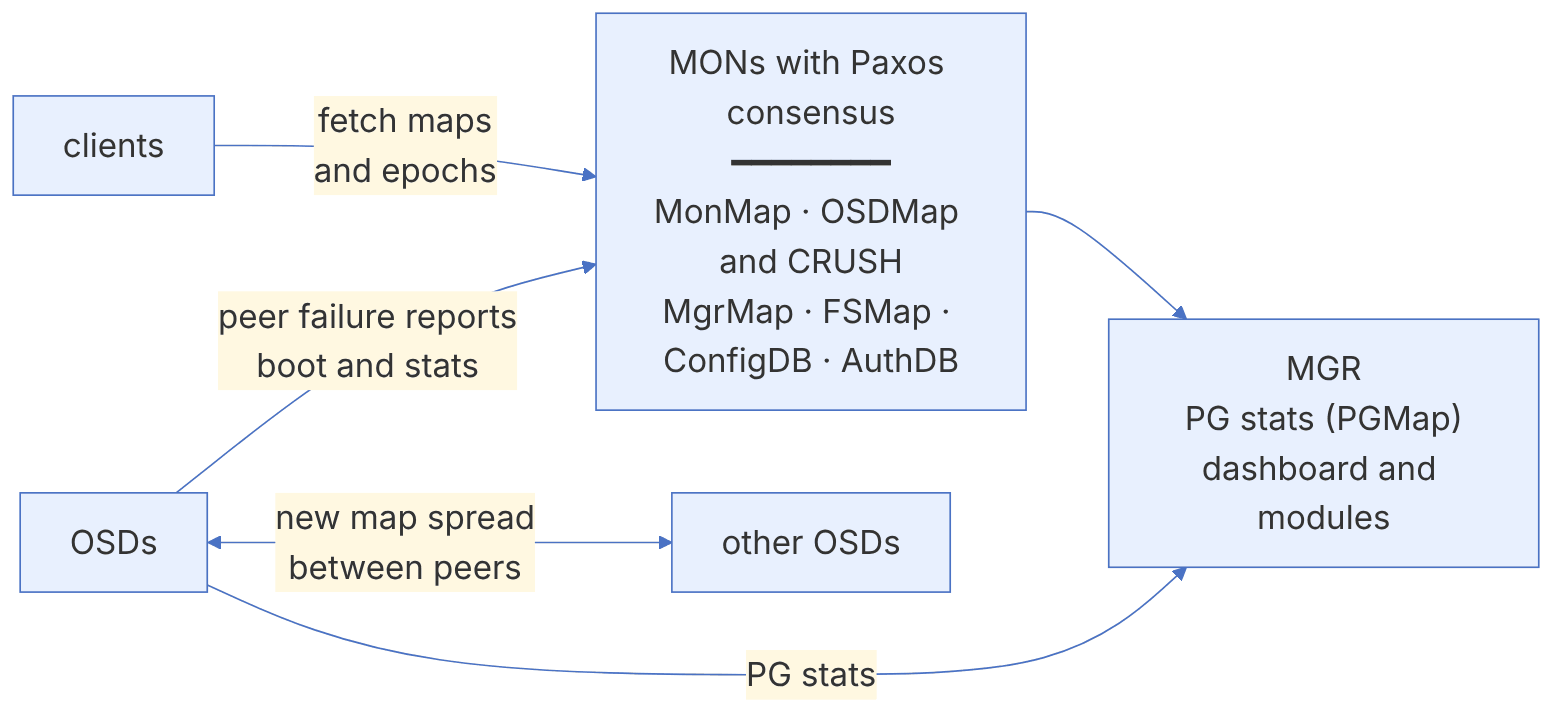 clients
fetch maps
and epochs
MONs with Paxos
consensus
━━━━━━━━
MonMap · OSDMap
and CRUSH
MgrMap · FSMap ·
ConfigDB · AuthDB
peer failure reports
boot and stats
OSDs
new map spread
between peers
other OSDs
MGR
PG stats (PGMap)
dashboard and
modules
PG stats